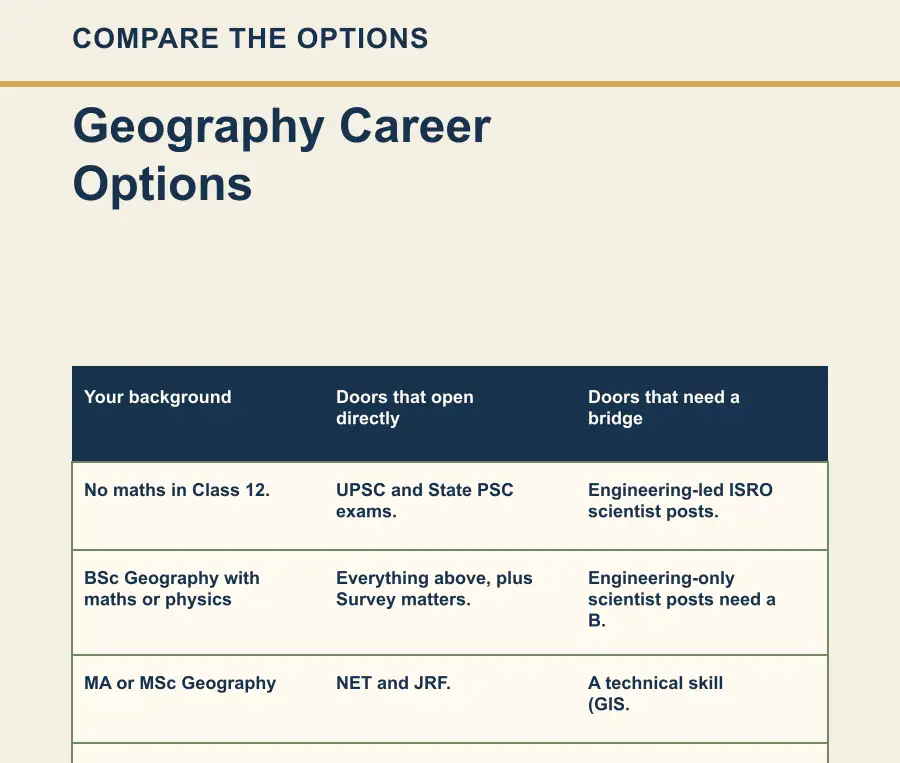 COMPARE THE OPTIONS
Geography Career
Options
Your background
Doors that open
directly
Doors that need a
bridge
No maths in Class 12.
UPSC and State PSC
exams.
Engineering-led ISRO
scientist posts.
BSc Geography with
maths or physics
Everything above, plus
Survey matters.
Engineering-only
scientist posts need a
B.
MA or MSc Geography
NET and JRF.
A technical skill
(GIS.